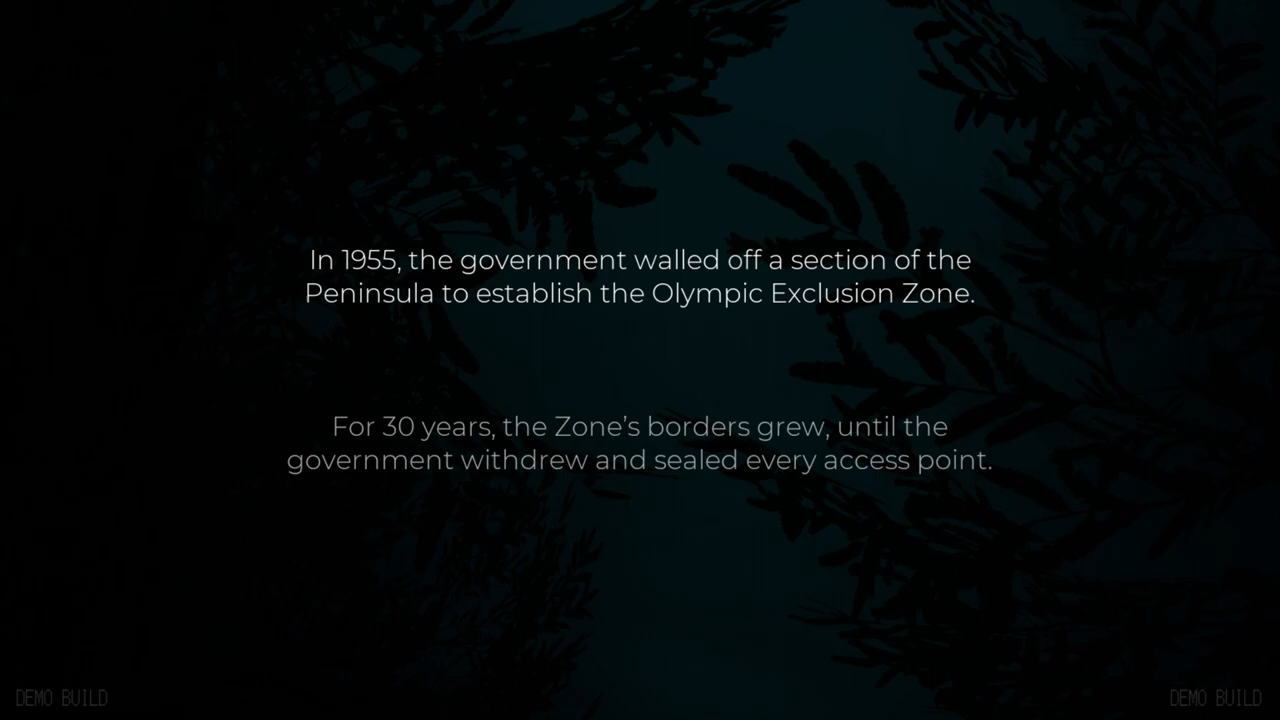 In 1955, the government walled off a section of the
Peninsula to establish the Olympic Exclusion Zone.
For 30 years, the Zone’s borders grew, until the
government withdrew and sealed every access point.
DEMO BUILD
DEMO BUILD